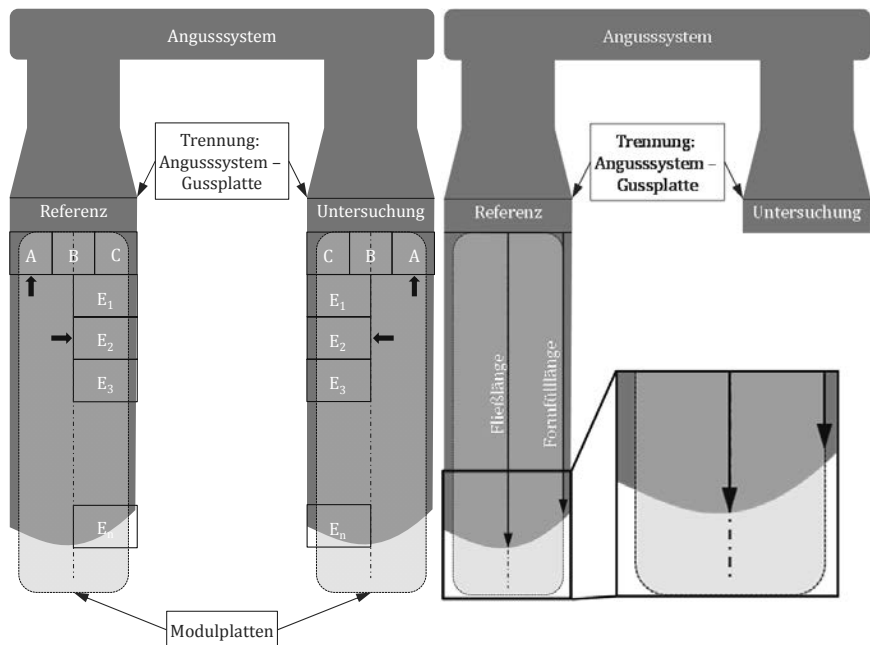 Angusssystem
Trennung:
Angusssystem –
Gussplatte
Referenz
Untersuchung
A
B
C
C
B
A
E1
E2
E3
En
E1
E2
E3
En
Modulplatten
Angusssystem
Trennung:
Angusssystem –
Gussplatte
Referenz
Untersuchung
Fließlänge
Formfülllänge